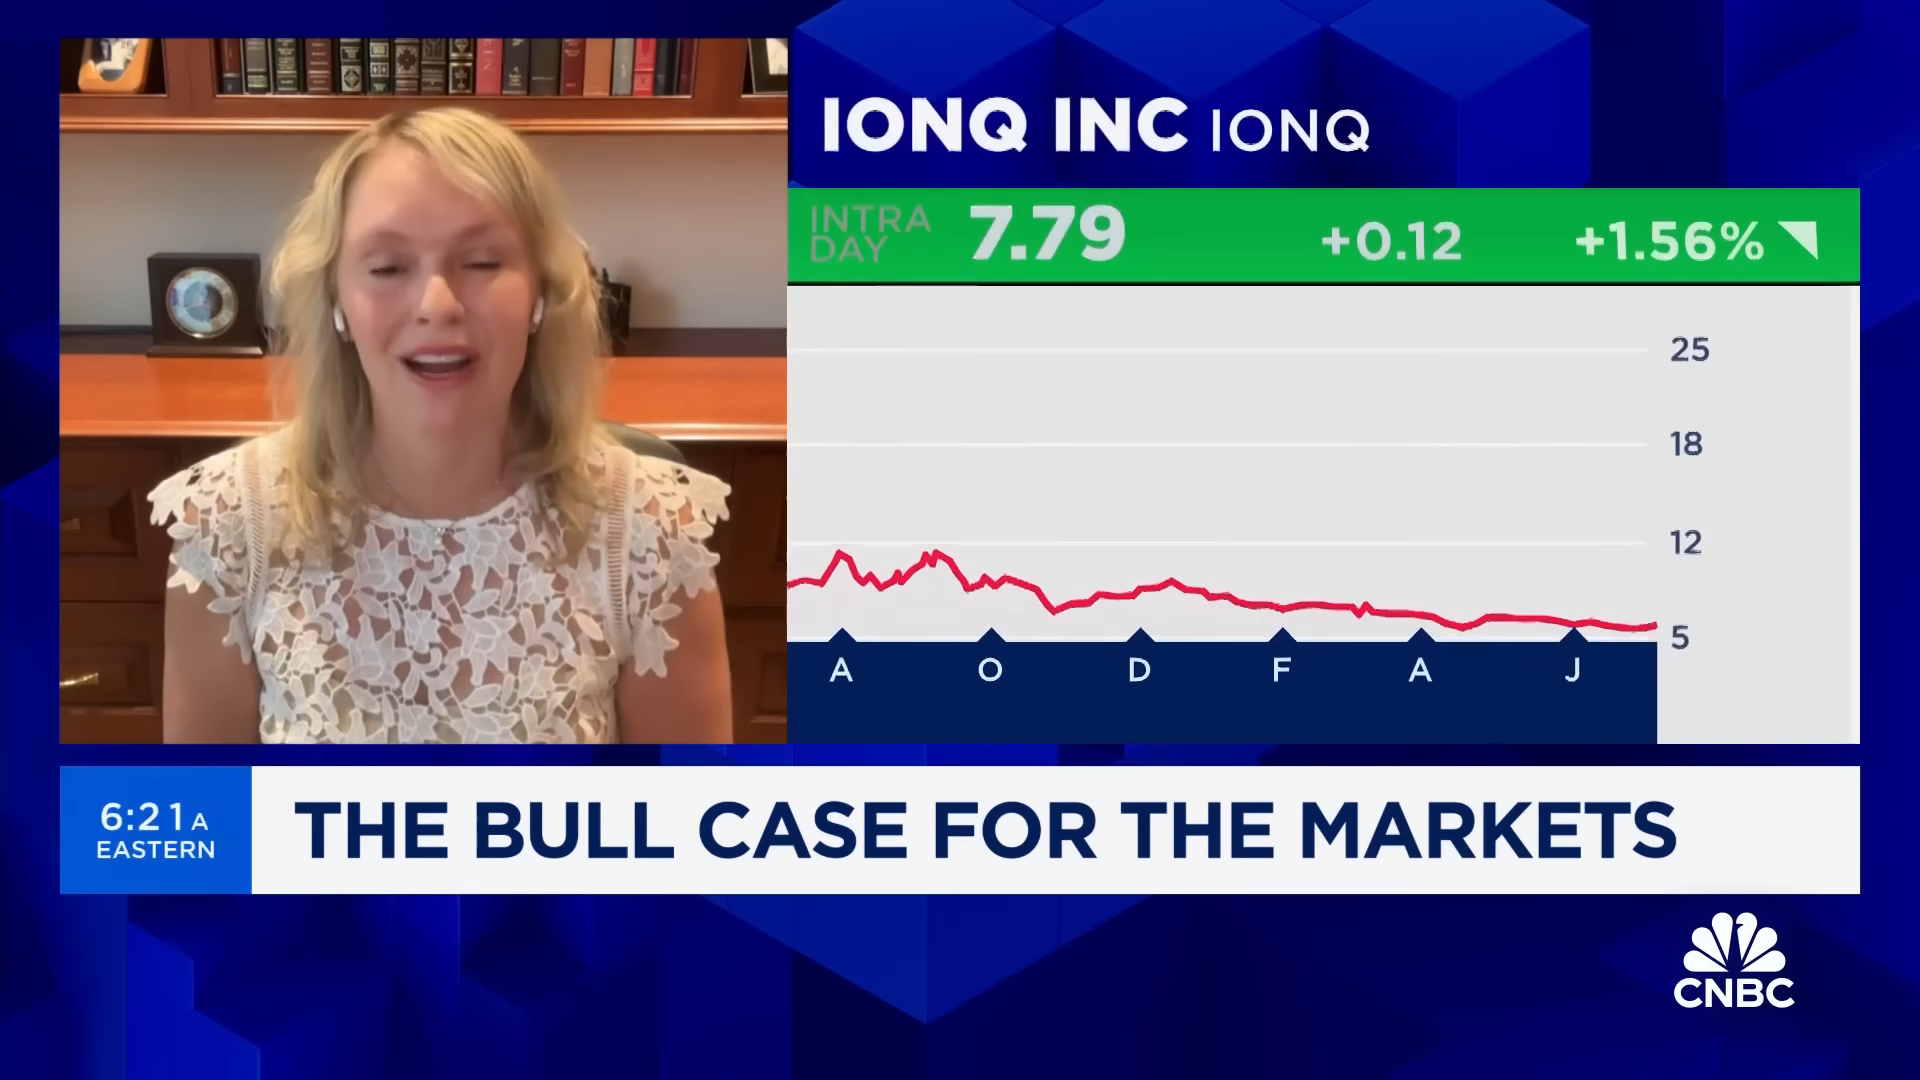 IONQ INC IONQ
INTRA DAY 7.79 +0.12 +1.56%
25
18
12
5
A O D F A J
6:21 A EASTERN
THE BULL CASE FOR THE MARKETS
CNBC